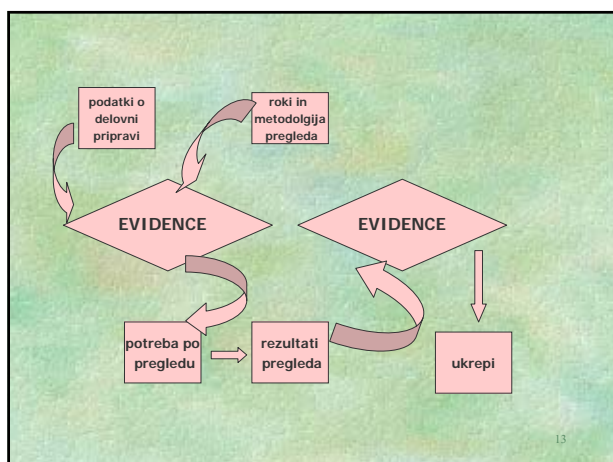 podatki o
delovni
pripravi
roki in
metodolgija
pregleda
EVIDENCE
EVIDENCE
potreba po
pregledu
rezultati
pregleda
ukrepi
13